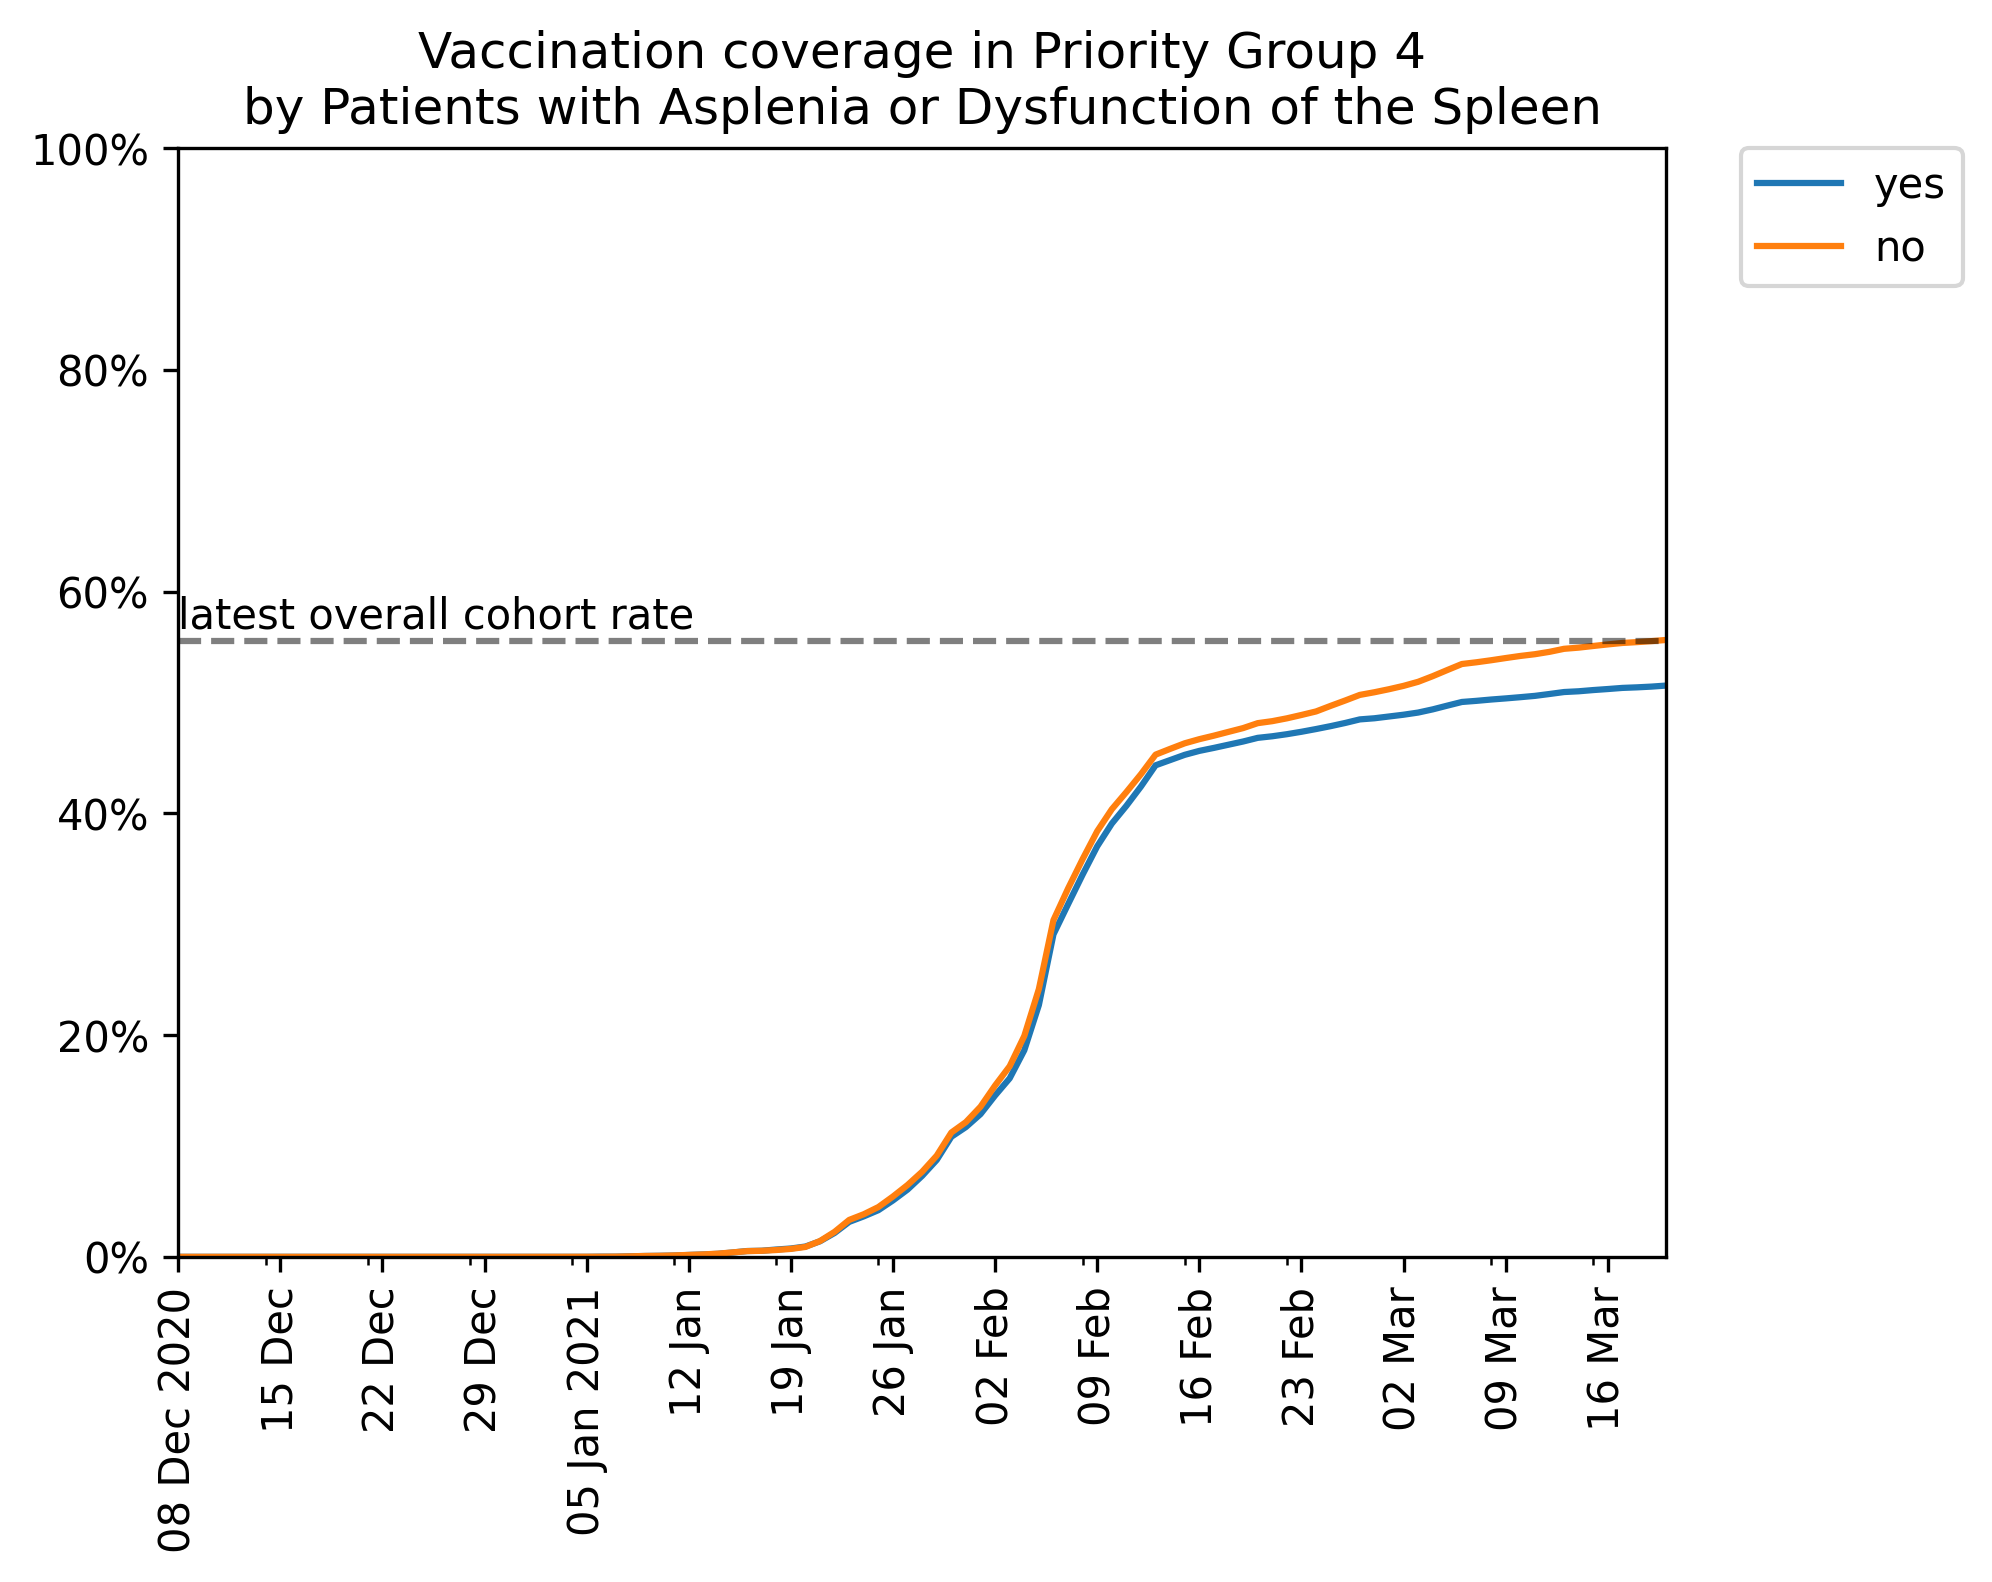 Vaccination coverage in Priority Group 4
by Patients with Asplenia or Dysfunction of the Spleen
100%
80%
60%
40%
20%
0%
latest overall cohort rate
yes
no
08 Dec 2020
15 Dec
22 Dec
29 Dec
05 Jan 2021
12 Jan
19 Jan
26 Jan
02 Feb
09 Feb
16 Feb
23 Feb
02 Mar
09 Mar
16 Mar